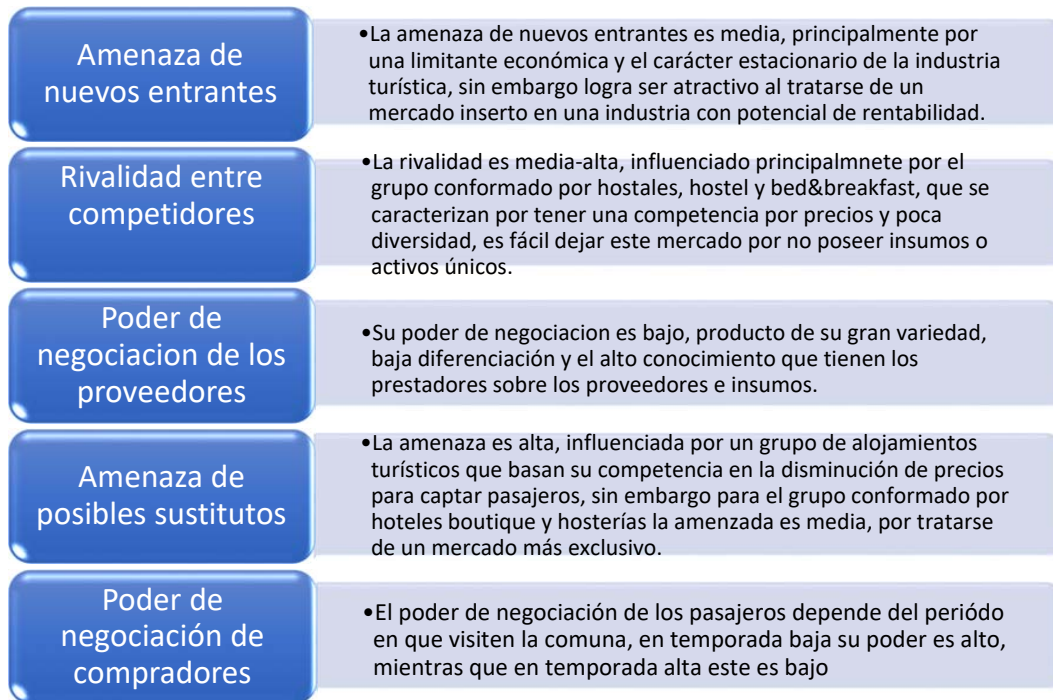 Amenaza de
nuevos entrantes
•La amenaza de nuevos entrantes es media, principalmente por
una limitante económica y el carácter estacionario de la industria
turística, sin embargo logra ser atractivo al tratarse de un
mercado inserto en una industria con potencial de rentabilidad.
Rivalidad entre
competidores
•La rivalidad es media-alta, influenciado principalmnete por el
grupo conformado por hostales, hostel y bed&breakfast, que se
caracterizan por tener una competencia por precios y poca
diversidad, es fácil dejar este mercado por no poseer insumos o
activos únicos.
Poder de
negociacion de los
proveedores
•Su poder de negociacion es bajo, producto de su gran variedad,
baja diferenciación y el alto conocimiento que tienen los
prestadores sobre los proveedores e insumos.
Amenaza de
posibles sustitutos
•La amenaza es alta, influenciada por un grupo de alojamientos
turísticos que basan su competencia en la disminución de precios
para captar pasajeros, sin embargo para el grupo conformado por
hoteles boutique y hosterías la amenzada es media, por tratarse
de un mercado más exclusivo.
Poder de
negociación de
compradores
•El poder de negociación de los pasajeros depende del periódo
en que visiten la comuna, en temporada baja su poder es alto,
mientras que en temporada alta este es bajo